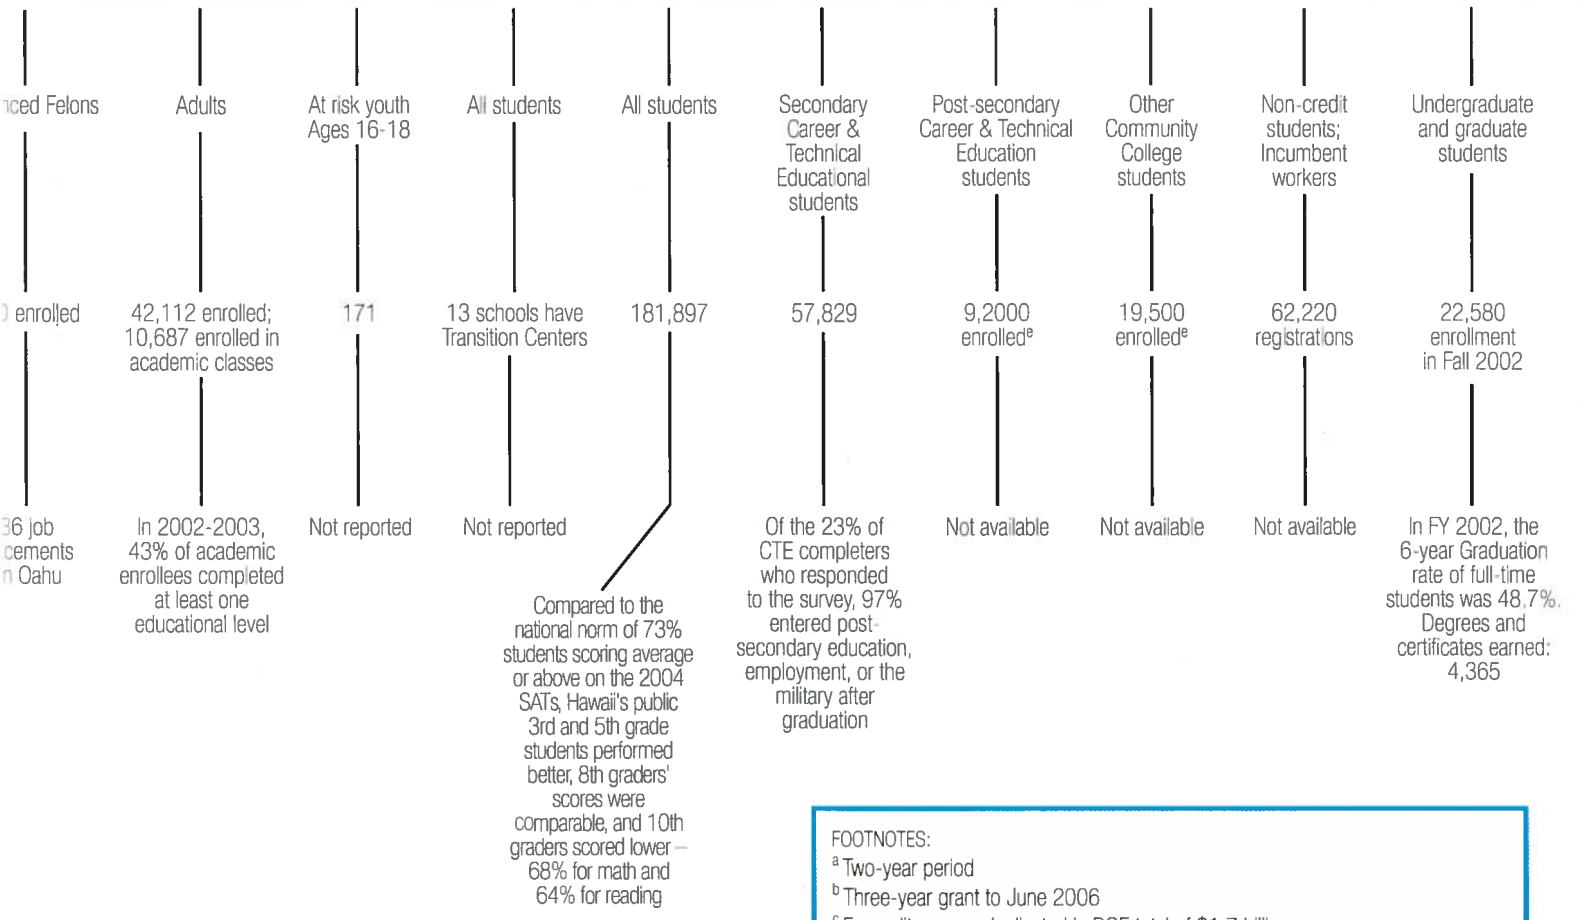 Felons
Adults
At risk youth
Ages 16-18
All students
All students
Secondary
Career &
Technical
Educational
students
Post-secondary
Career & Technical
Education
students
Other
Community
College
students
Non-credit
students;
Incumbent
workers
Undergraduate
and graduate
students
enrolled
42,112 enrolled;
10,687 enrolled in
academic classes
171
13 schools have
Transition Centers
181,897
57,829
9,2000
enrolledᵉ
19,500
enrolledᵉ
62,220
registrations
22,580
enrollment
in Fall 2002
job
Oahu
In 2002-2003,
43% of academic
enrollees completed
at least one
educational level
Not reported
Not reported
Compared to the
national norm of 73%
students scoring average
or above on the 2004
SATs, Hawaii's public
3rd and 5th grade
students performed
better, 8th graders'
scores were
comparable, and 10th
graders scored lower –
68% for math and
64% for reading
Of the 23% of
CTE completers
who responded
to the survey, 97%
entered post-
secondary education,
employment, or the
military after
graduation
Not available
Not available
Not available
In FY 2002, the
6-year Graduation
rate of full-time
students was 48.7%.
Degrees and
certificates earned:
4,365
FOOTNOTES:
ᵃ Two-year period
ᵇ Three-year grant to June 2006